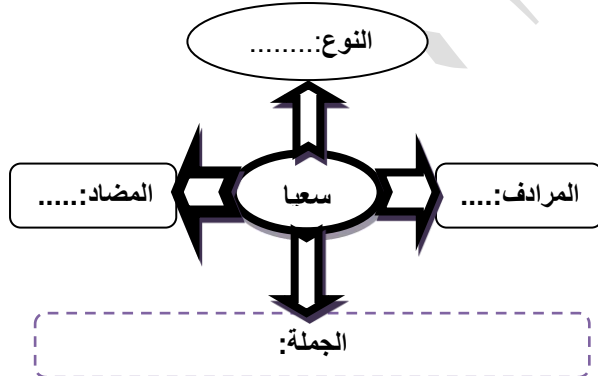 النوع:.........
المرادف:....
سعيا
المضاد:.....
الجملة: